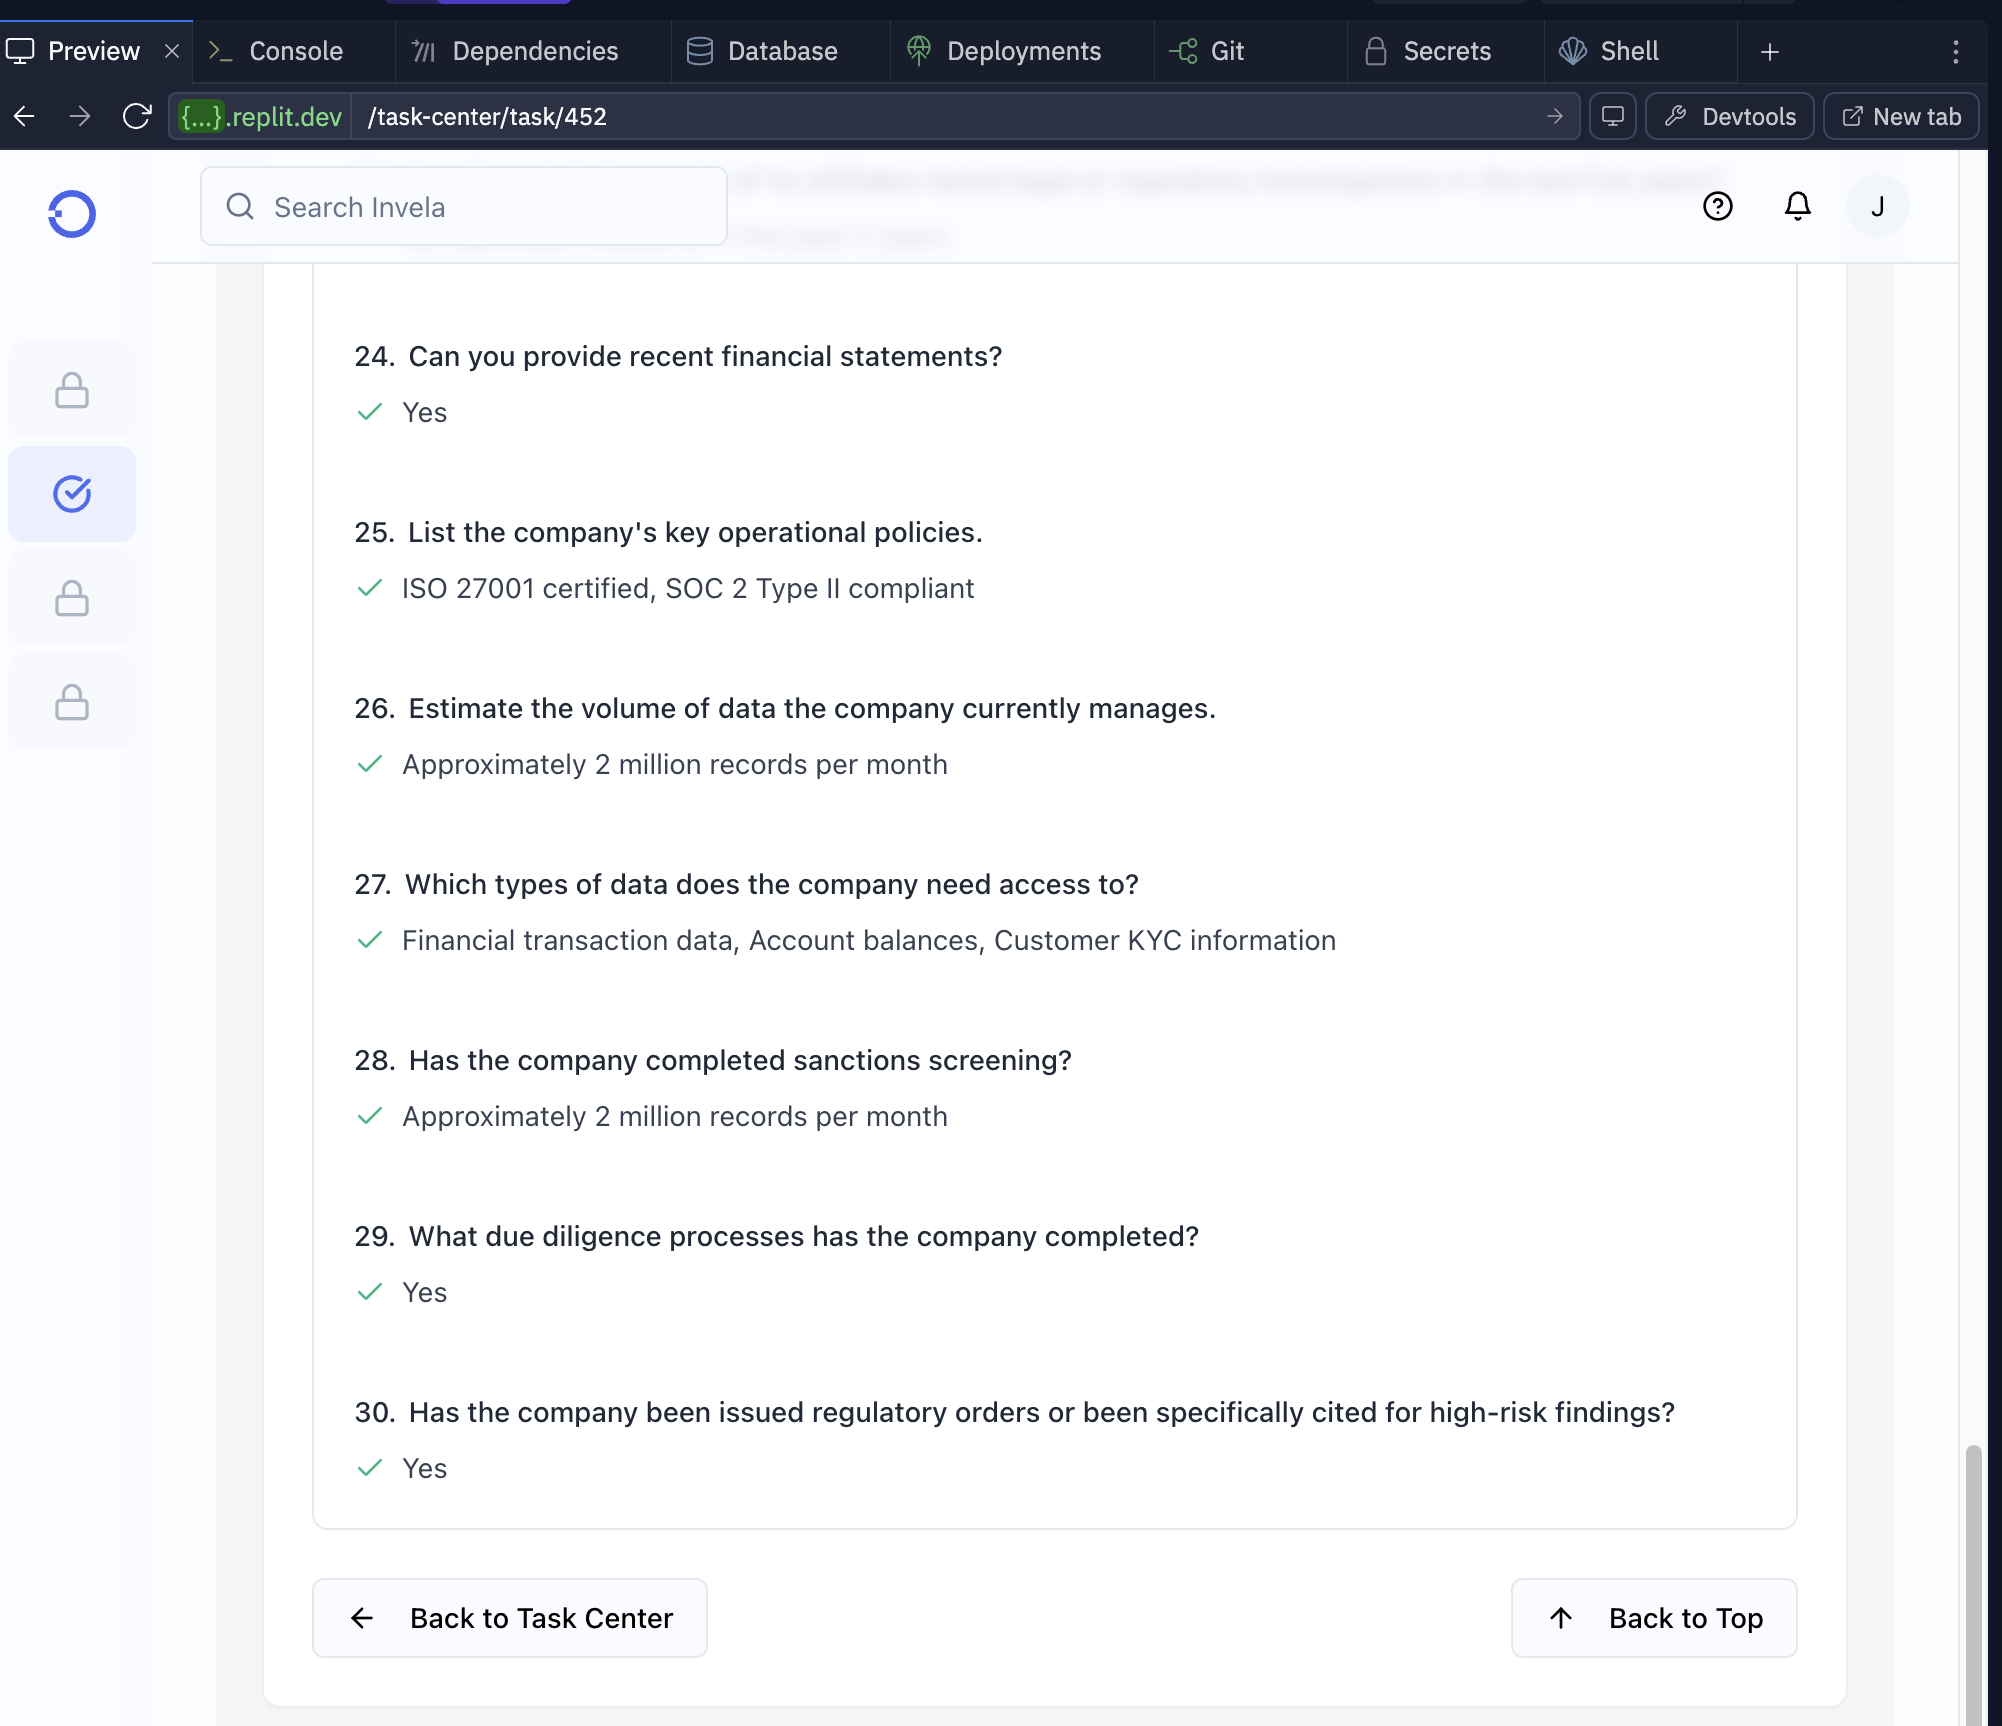 Preview
Console
Dependencies
Database
Deployments
Git
Secrets
Shell
{...}.replit.dev
/task-center/task/452
Devtools
New tab
Search Invela
J
24. Can you provide recent financial statements?
Yes
25. List the company's key operational policies.
ISO 27001 certified, SOC 2 Type II compliant
26. Estimate the volume of data the company currently manages.
Approximately 2 million records per month
27. Which types of data does the company need access to?
Financial transaction data, Account balances, Customer KYC information
28. Has the company completed sanctions screening?
Approximately 2 million records per month
29. What due diligence processes has the company completed?
Yes
30. Has the company been issued regulatory orders or been specifically cited for high-risk findings?
Yes
Back to Task Center
Back to Top